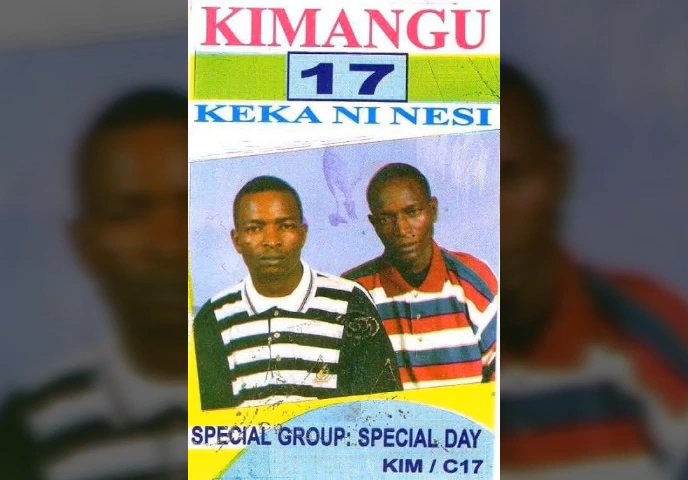 KIMANGU
17
KEKA NI NESI
SPECIAL GROUP: SPECIAL DAY
KIM / C17